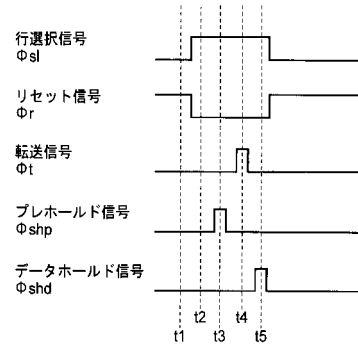 行選択信号
Φsl
リセット信号
Φr
転送信号
Φt
プレホールド信号
Φshp
データホールド信号
Φshd
t2
t4
t1
t3
t5